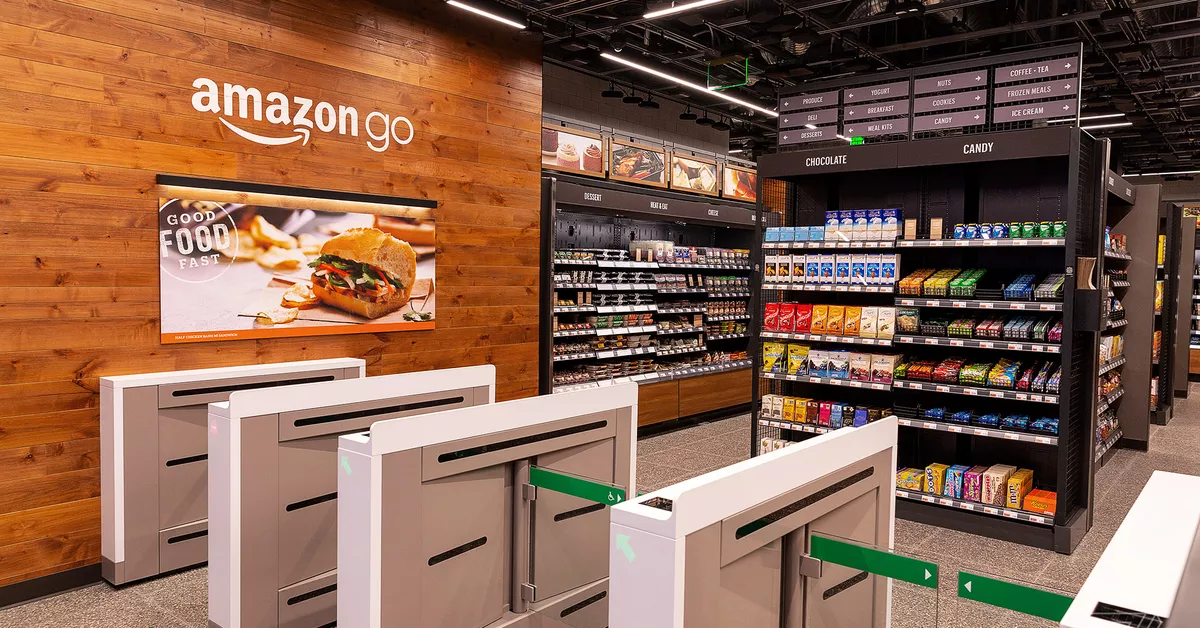 amazon go
GOOD
FOOD
FAST
DESSERT
HEAT & EAT
CHEESE
CHOCOLATE
CANDY
PRODUCE
DELI
DESSERTS
YOGURT
BREAKFAST
MEAL KITS
NUTS
COOKIES
CANDY
COFFEE - TEA
FROZEN MEALS
ICE CREAM